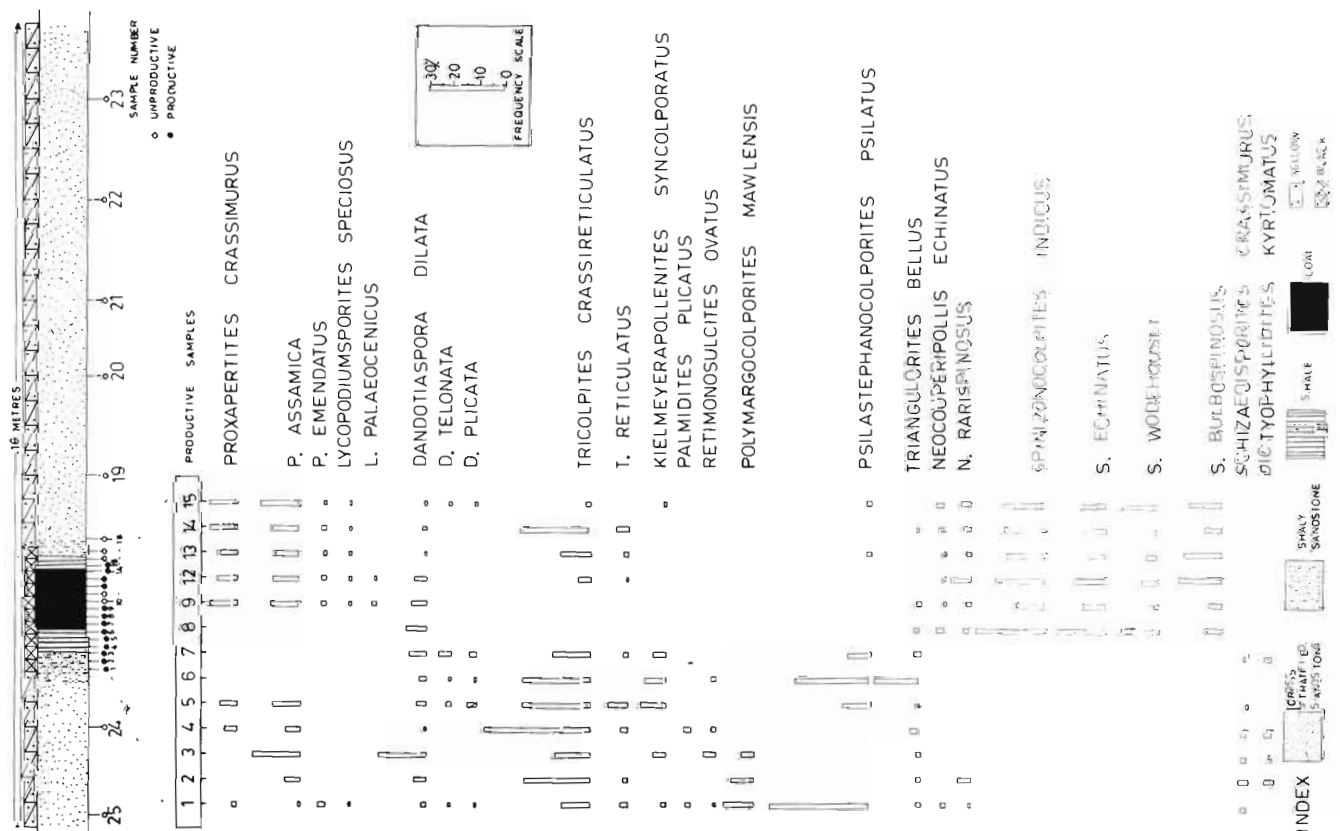 16 METRES
SAMPLE NUMBER
○ UNPRODUCTIVE
● PRODUCTIVE
23
22
21
20
19
24
25
PRODUCTIVE SAMPLES
1 2 3 4 5 6 7 8 9 12 13 14 15
PROXAPERTITES CRASSIMURUS
P. ASSAMICA
P. EMENDATUS
LYCOPODIUMSPORITES SPECIOSUS
L. PALAEOCENICUS
DANDOTIASPORA DILATA
D. TELONATA
D. PLICATA
30%
20
10
0
FREQUENCY SCALE
TRICOLPITES CRASSIRETICULATUS
T. RETICULATUS
KIELMEYERAPOLLENITES SYNCOLPORATUS
PALMIDITES PLICATUS
RETIMONOSULCITES OVATUS
POLYMARGOCOLPORITES MAWLENSIS
PSILASTEPHANOCOLPORITES PSILATUS
TRIANGULORITES BELLUS
NEOCOUPERIPOLLIS ECHINATUS
N. RARISPINOSUS
SPINIZONOCOLPITES INDICUS
S. ECHINATUS
S. WODEHOUSEI
S. BULBOSPINOSUS
SCHIZAEOISPORITES CRASSIMURUS
DICTYOPHYLLIDITES KYRTOMATUS
INDEX
CROSS STRATIFIED SANDSTONE
SHALY SANDSTONE
SHALE
COAL
YELLOW
BLACK